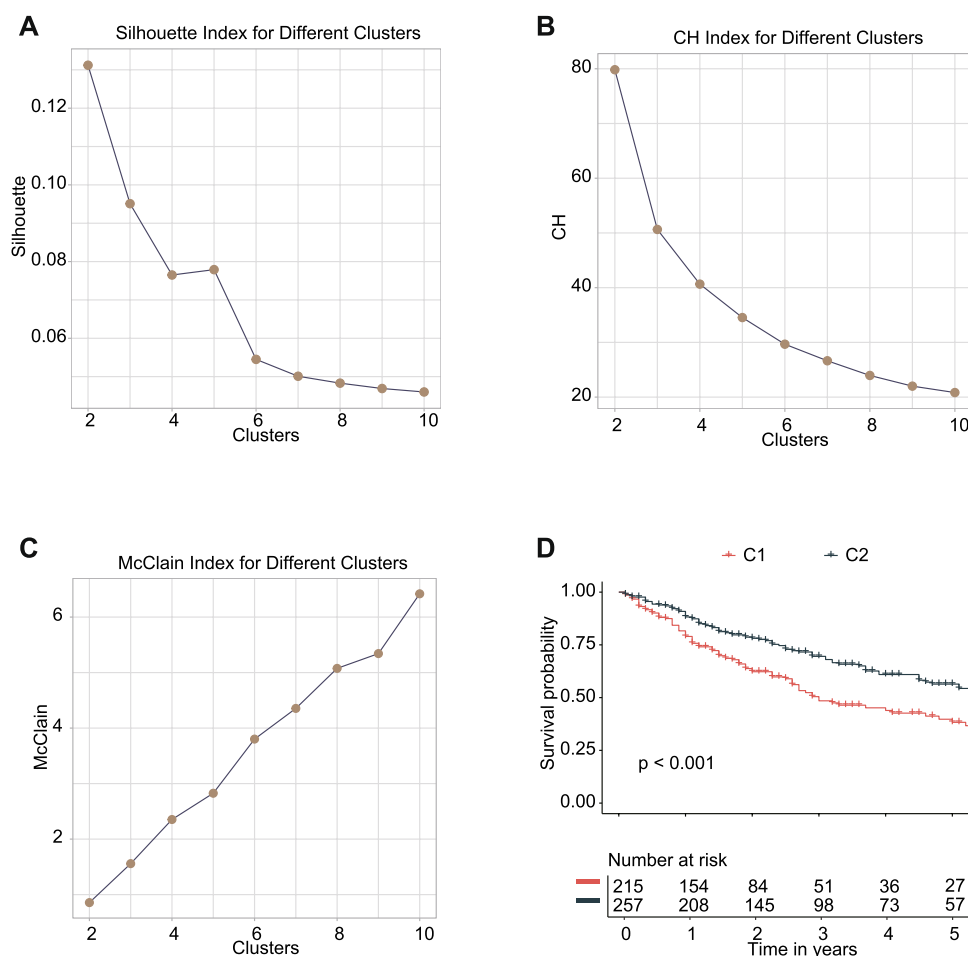 A
Silhouette Index for Different Clusters
Silhouette
0.12
0.10
0.08
0.06
2 4 6 8 10
Clusters
B
CH Index for Different Clusters
CH
80
60
40
20
2 4 6 8 10
Clusters
C
McClain Index for Different Clusters
McClain
6
4
2
2 4 6 8 10
Clusters
D
C1 C2
Survival probability
1.00
0.75
0.50
0.25
0.00
p < 0.001
Number at risk
215 154 84 51 36 27
257 208 145 98 73 57
0 1 2 3 4 5
Time in years